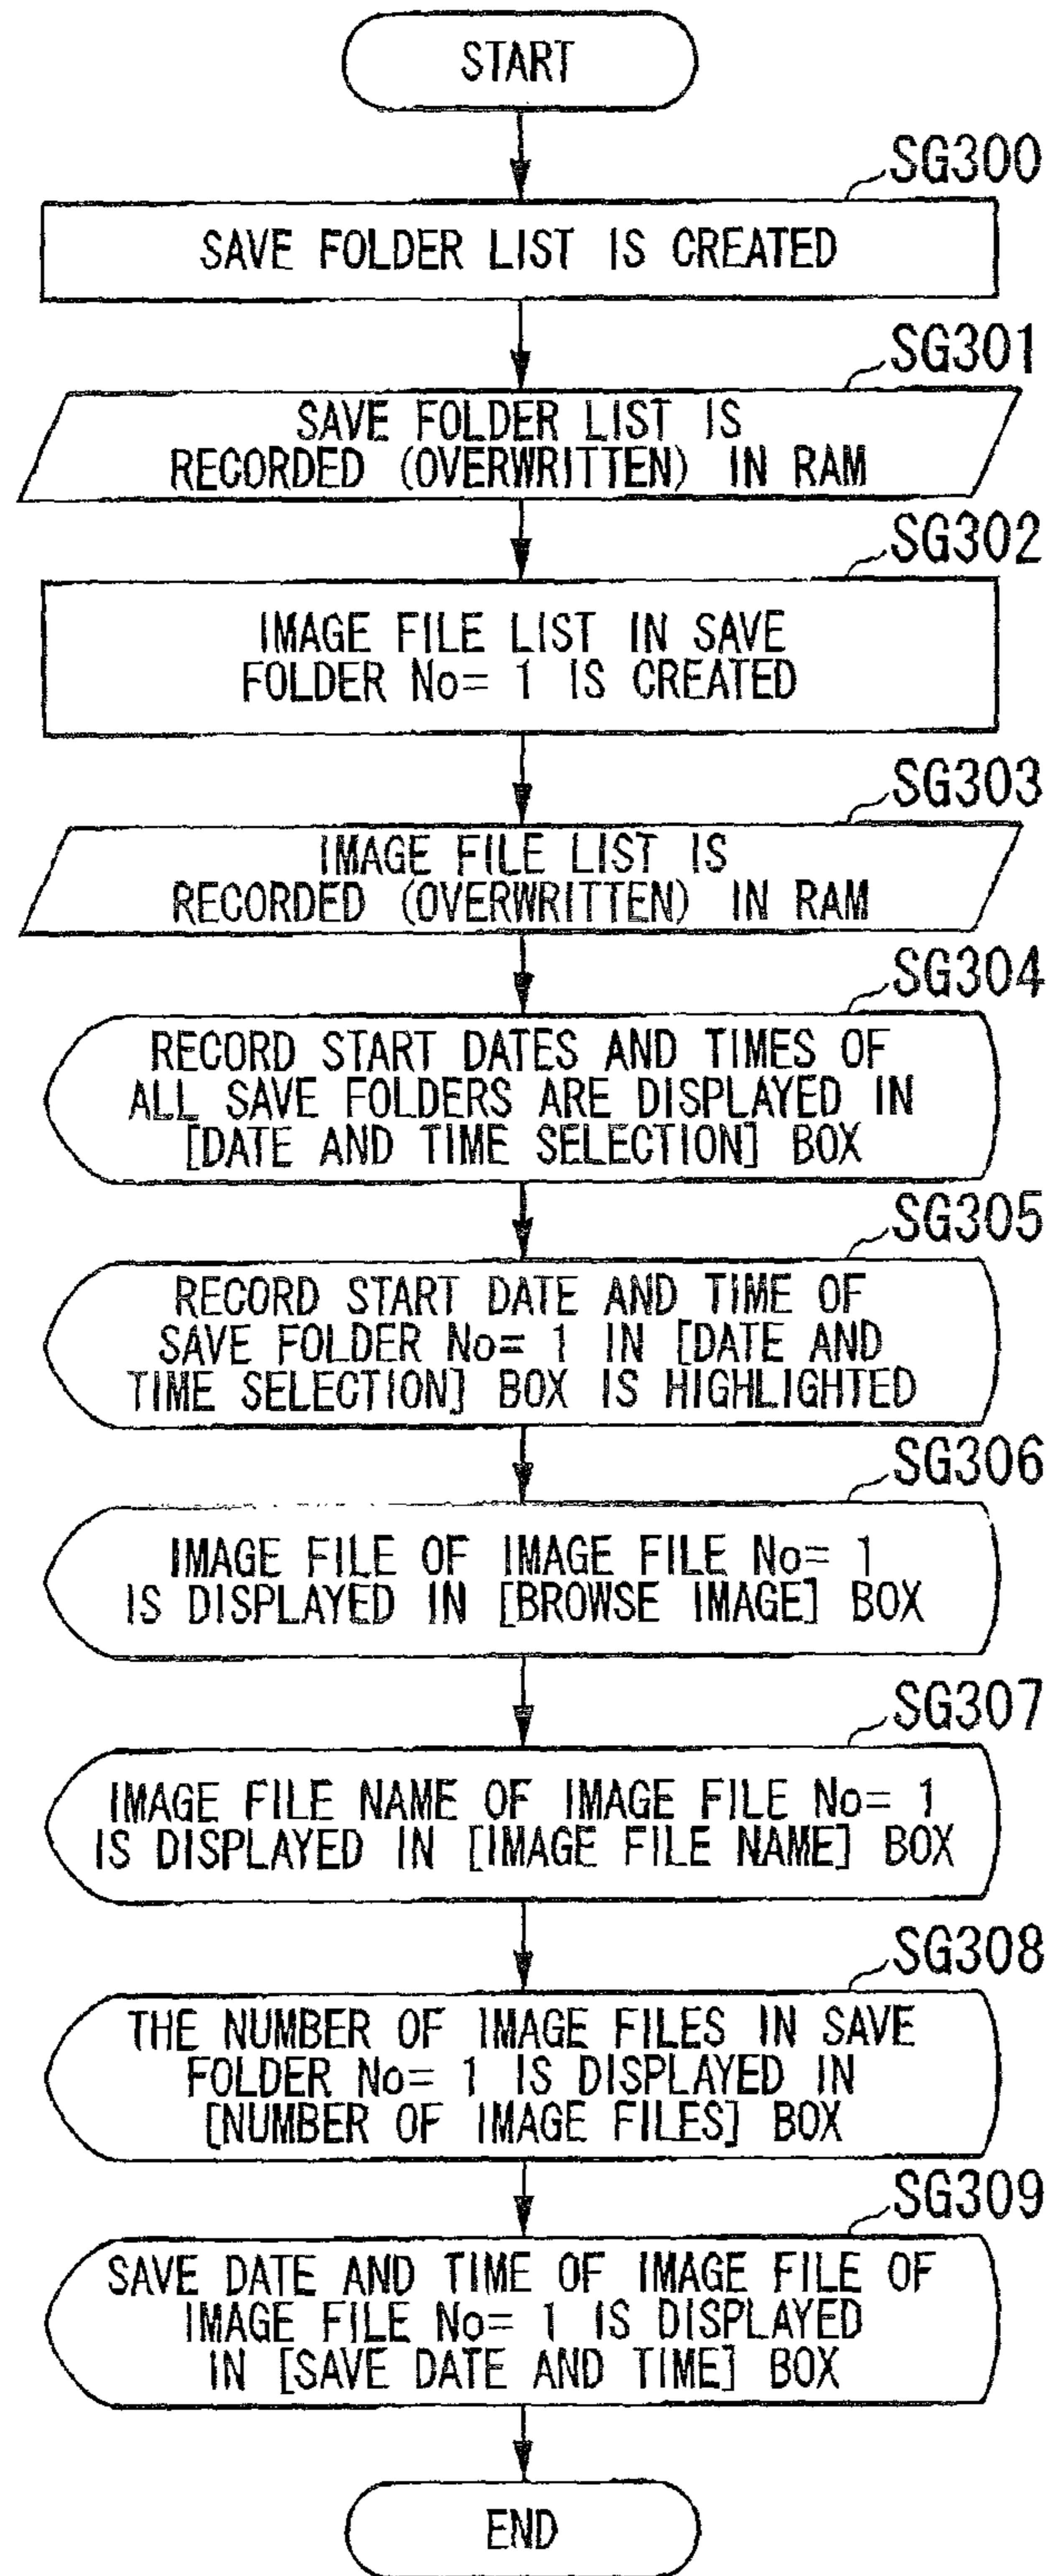 START
SG300
SAVE FOLDER LIST IS CREATED
SG301
SAVE FOLDER LIST IS
RECORDED (OVERWRITTEN) IN RAM
SG302
IMAGE FILE LIST IN SAVE
FOLDER No= 1 IS CREATED
SG303
IMAGE FILE LIST IS
RECORDED (OVERWRITTEN) IN RAM
SG304
RECORD START DATES AND TIMES OF
ALL SAVE FOLDERS ARE DISPLAYED IN
[DATE AND TIME SELECTION] BOX
SG305
RECORD START DATE AND TIME OF
SAVE FOLDER No= 1 IN [DATE AND
TIME SELECTION] BOX IS HIGHLIGHTED
SG306
IMAGE FILE OF IMAGE FILE No= 1
IS DISPLAYED IN [BROWSE IMAGE] BOX
SG307
IMAGE FILE NAME OF IMAGE FILE No= 1
IS DISPLAYED IN [IMAGE FILE NAME] BOX
SG308
THE NUMBER OF IMAGE FILES IN SAVE
FOLDER No= 1 IS DISPLAYED IN
[NUMBER OF IMAGE FILES] BOX
SG309
SAVE DATE AND TIME OF IMAGE FILE OF
IMAGE FILE No= 1 IS DISPLAYED
IN [SAVE DATE AND TIME] BOX
END